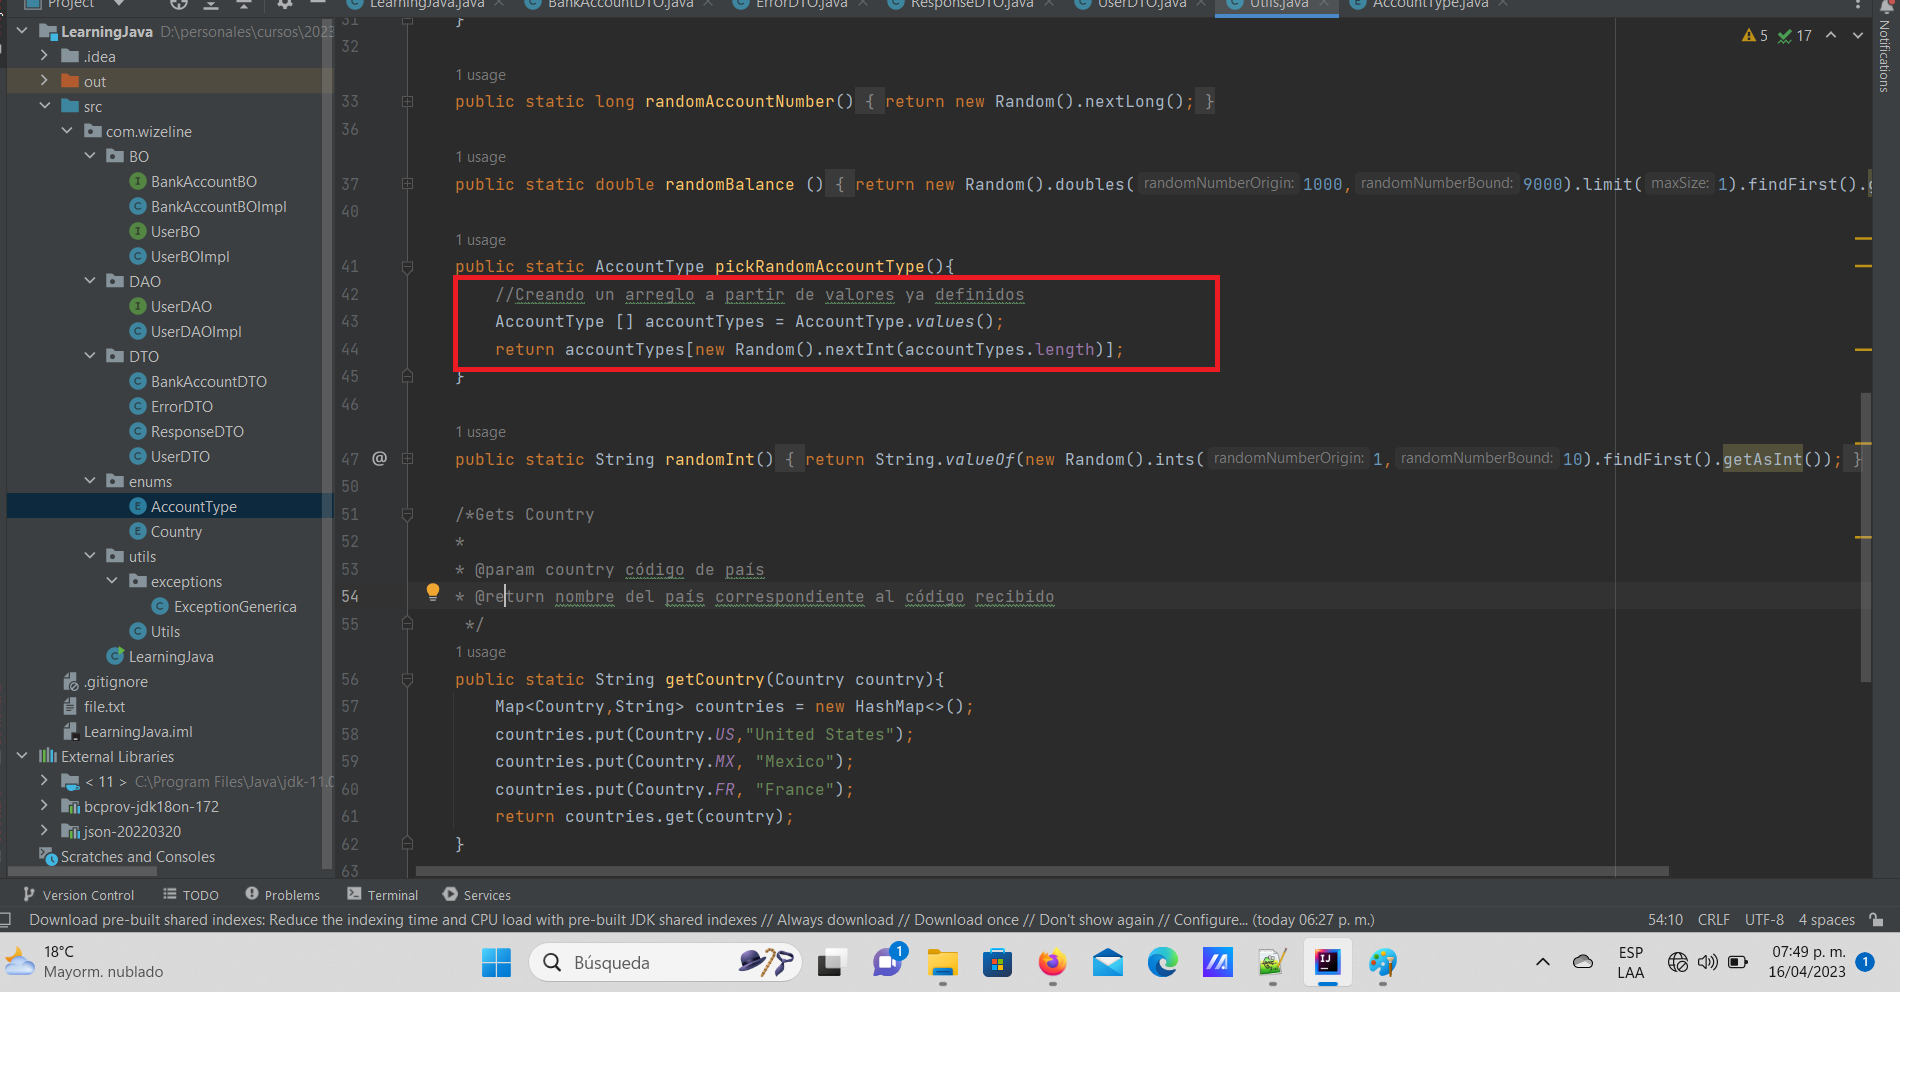 Project
LearningJava.java
BankAccountDTO.java
ErrorDTO.java
ResponseDTO.java
UserDTO.java
Utils.java
AccountType.java
LearningJava D:\personales\cursos\2023
.idea
out
src
com.wizeline
BO
BankAccountBO
BankAccountBOImpl
UserBO
UserBOImpl
DAO
UserDAO
UserDAOImpl
DTO
BankAccountDTO
ErrorDTO
ResponseDTO
UserDTO
enums
AccountType
Country
utils
exceptions
ExceptionGenerica
Utils
LearningJava
.gitignore
file.txt
LearningJava.iml
External Libraries
< 11 > C:\Program Files\Java\jdk-11.0
bcprov-jdk18on-172
json-20220320
Scratches and Consoles
5 17
Notifications
31 }
32
1 usage
33 public static long randomAccountNumber() { return new Random().nextLong(); }
36
1 usage
37 public static double randomBalance () { return new Random().doubles( randomNumberOrigin: 1000, randomNumberBound: 9000).limit( maxSize: 1).findFirst().
40
1 usage
41 public static AccountType pickRandomAccountType(){
42 //Creando un arreglo a partir de valores ya definidos
43 AccountType [] accountTypes = AccountType.values();
44 return accountTypes[new Random().nextInt(accountTypes.length)];
45 }
46
1 usage
47 @ public static String randomInt() { return String.valueOf(new Random().ints( randomNumberOrigin: 1, randomNumberBound: 10).findFirst().getAsInt()); }
50
51 /*Gets Country
52 *
53 * @param country código de país
54 * @return nombre del país correspondiente al código recibido
55 */
1 usage
56 public static String getCountry(Country country){
57 Map<Country,String> countries = new HashMap<>();
58 countries.put(Country.US,"United States");
59 countries.put(Country.MX, "Mexico");
60 countries.put(Country.FR, "France");
61 return countries.get(country);
62 }
63
Version Control TODO Problems Terminal Services
Download pre-built shared indexes: Reduce the indexing time and CPU load with pre-built JDK shared indexes // Always download // Download once // Don't show again // Configure... (today 06:27 p. m.) 54:10 CRLF UTF-8 4 spaces
18°C
Mayorm. nublado
Búsqueda
1
IJ
ESP
LAA
07:49 p. m.
16/04/2023
1